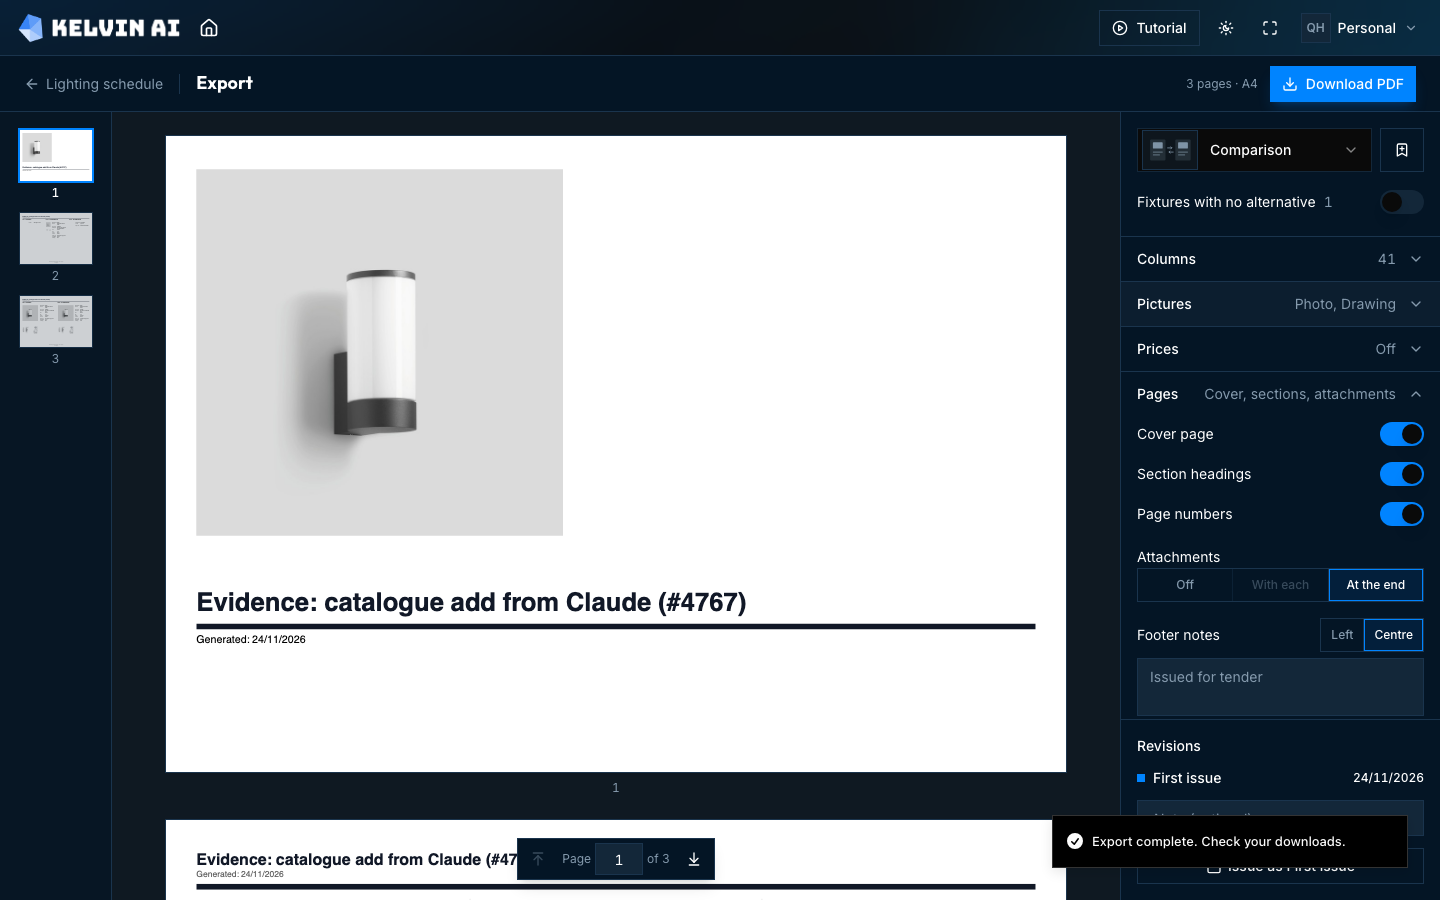 KELVIN AI
Tutorial
QH
Personal
Lighting schedule
Export
3 pages · A4
Download PDF
1
2
3
Evidence: catalogue add from Claude (#4767)
Generated: 24/11/2026
1
Evidence: catalogue add from Claude (#47
Generated: 24/11/2026
Page 1 of 3
Comparison
Fixtures with no alternative 1
Columns 41
Pictures Photo, Drawing
Prices Off
Pages Cover, sections, attachments
Cover page
Section headings
Page numbers
Attachments
Off With each At the end
Footer notes Left Centre
Issued for tender
Revisions
First issue 24/11/2026
Export complete. Check your downloads.
Issue as First issue